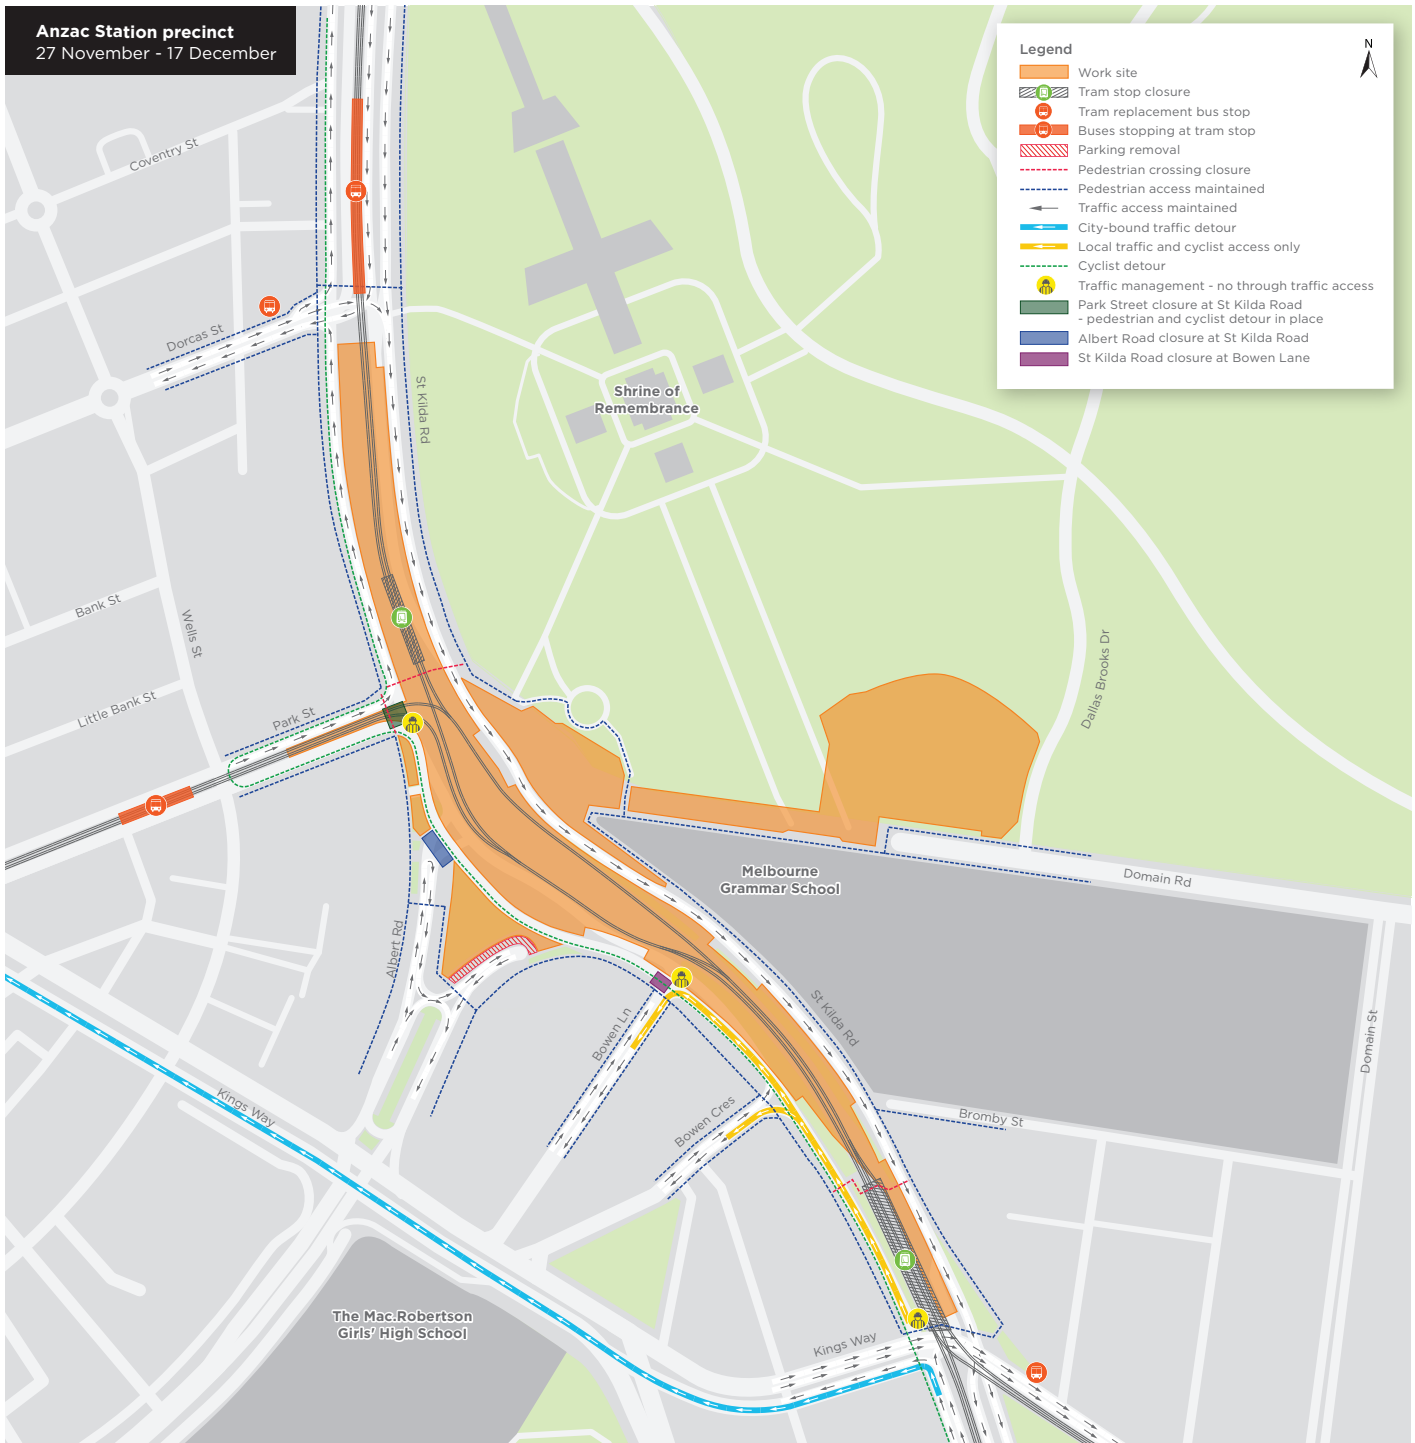 Anzac Station precinct
27 November - 17 December
Legend
N
Work site
Tram stop closure
Tram replacement bus stop
Buses stopping at tram stop
Parking removal
Pedestrian crossing closure
Pedestrian access maintained
Traffic access maintained
City-bound traffic detour
Local traffic and cyclist access only
Cyclist detour
Traffic management - no through traffic access
Park Street closure at St Kilda Road
- pedestrian and cyclist detour in place
Albert Road closure at St Kilda Road
St Kilda Road closure at Bowen Lane
Coventry St
Dorcas St
St Kilda Rd
Shrine of
Remembrance
Bank St
Wells St
Little Bank St
Park St
Dallas Brooks Dr
Melbourne
Grammar School
Domain Rd
Albert Rd
St Kilda Rd
Bowen Ln
Domain St
Kings Way
Bowen Cres
Bromby St
The Mac.Robertson
Girls' High School
Kings Way